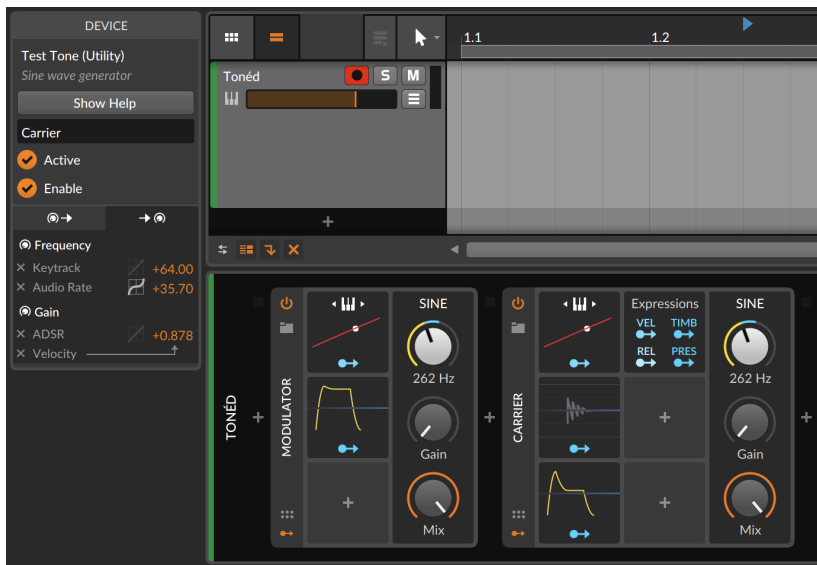 DEVICE
Test Tone (Utility)
Sine wave generator
Show Help
Carrier
Active
Enable
Frequency
Keytrack +64.00
Audio Rate +35.70
Gain
ADSR +0.878
Velocity
1.1 1.2
Tonéd S M
TONÉD
MODULATOR
SINE
262 Hz
Gain
Mix
CARRIER
Expressions
VEL TIMB
REL PRES
SINE
262 Hz
Gain
Mix